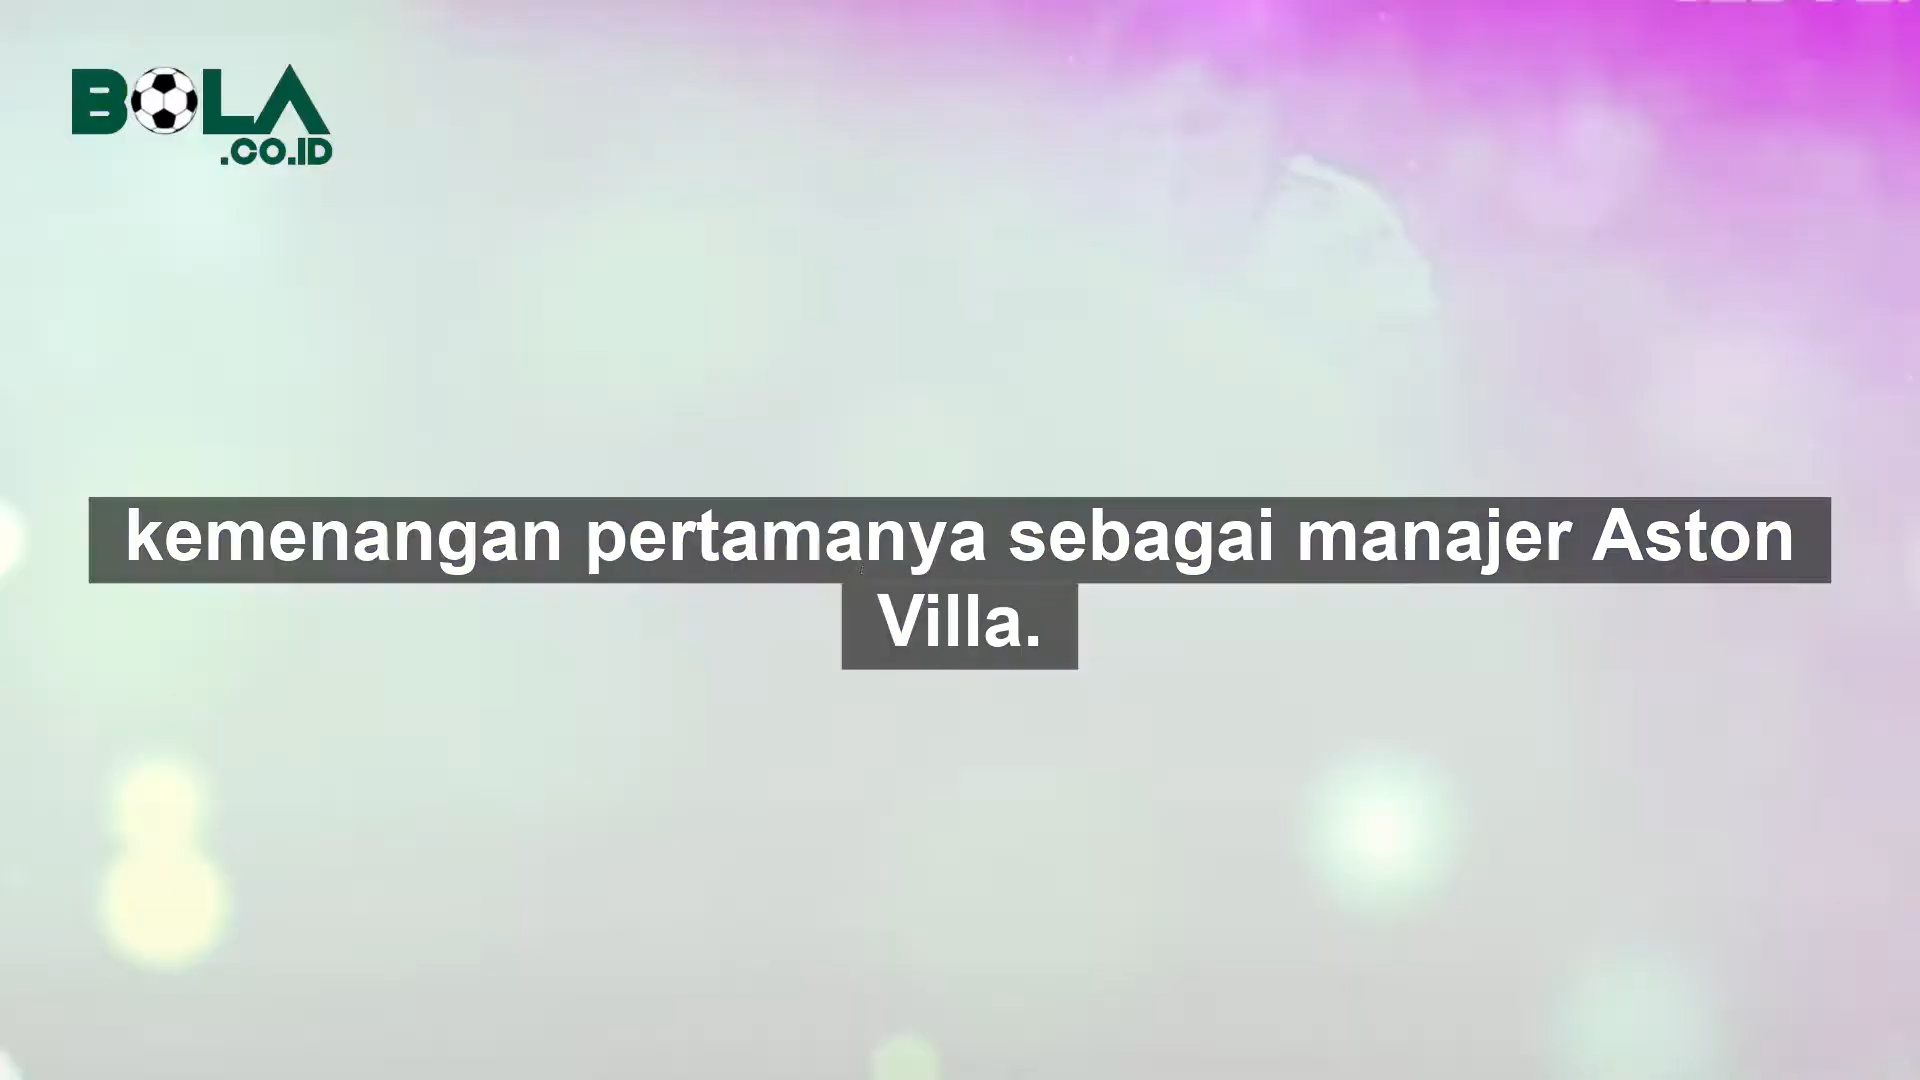 BOLA
.CO.ID
kemenangan pertamanya sebagai manajer Aston
Villa.